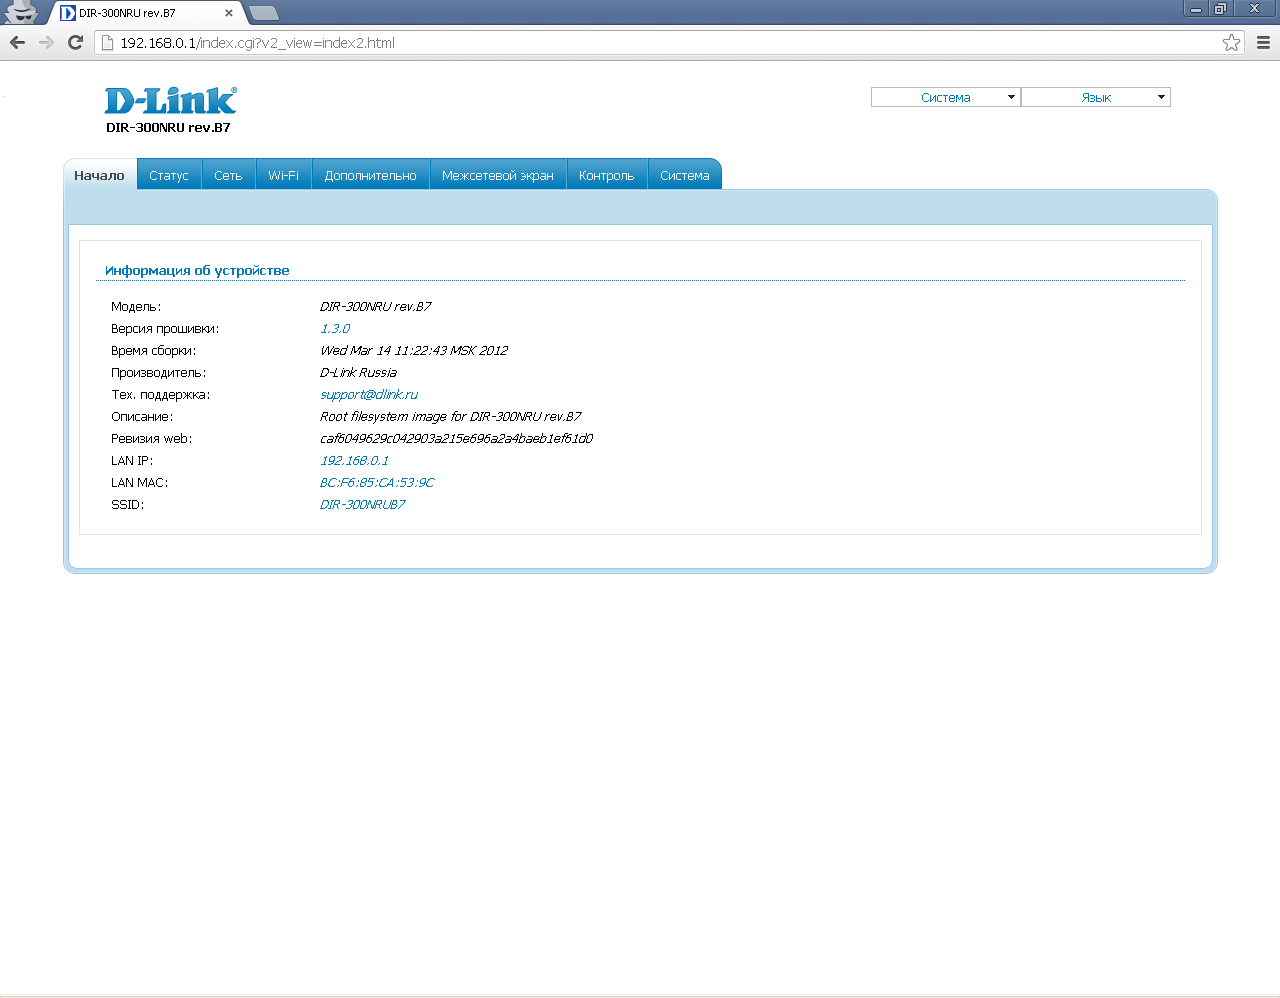 DIR-300NRU rev.B7
192.168.0.1/index.cgi?v2_view=index2.html
D-Link®
DIR-300NRU rev.B7
Система Язык
Начало Статус Сеть Wi-Fi Дополнительно Межсетевой экран Контроль Система
Информация об устройстве
Модель: DIR-300NRU rev.B7
Версия прошивки: 1.3.0
Время сборки: Wed Mar 14 11:22:43 MSK 2012
Производитель: D-Link Russia
Тех. поддержка: support@dlink.ru
Описание: Root filesystem image for DIR-300NRU rev.B7
Ревизия web: caf6049629c042903a215e696a2a4baeb1ef61d0
LAN IP: 192.168.0.1
LAN MAC: BC:F6:85:CA:53:9C
SSID: DIR-300NRUB7